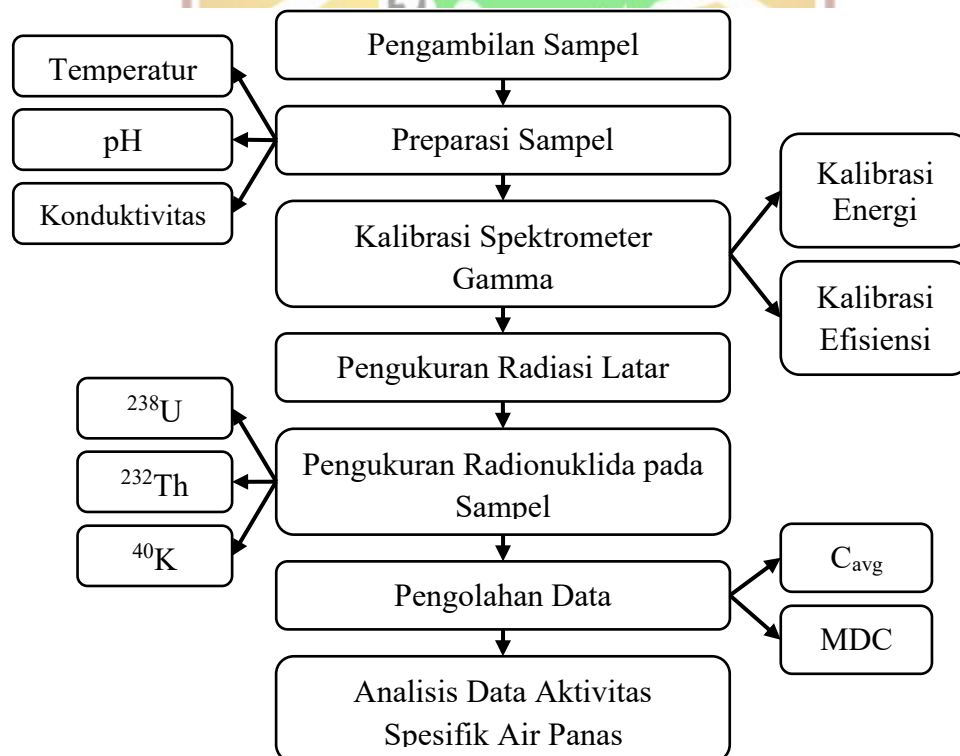 Pengambilan Sampel
Temperatur
pH
Konduktivitas
Preparasi Sampel
Kalibrasi Spektrometer
Gamma
Kalibrasi
Energi
Kalibrasi
Efisiensi
Pengukuran Radiasi Latar
Pengukuran Radionuklida pada
Sampel
²³⁸U
²³²Th
⁴⁰K
Pengolahan Data
Cavg
MDC
Analisis Data Aktivitas
Spesifik Air Panas